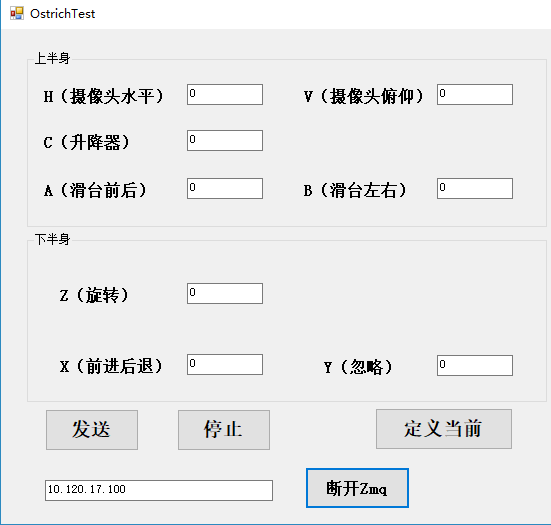 OstrichTest
上半身
H（摄像头水平） 0 V（摄像头俯仰） 0
C（升降器） 0
A（滑台前后） 0 B（滑台左右） 0
下半身
Z（旋转） 0
X（前进后退） 0 Y（忽略） 0
发送 停止 定义当前
10.120.17.100 断开Zmq